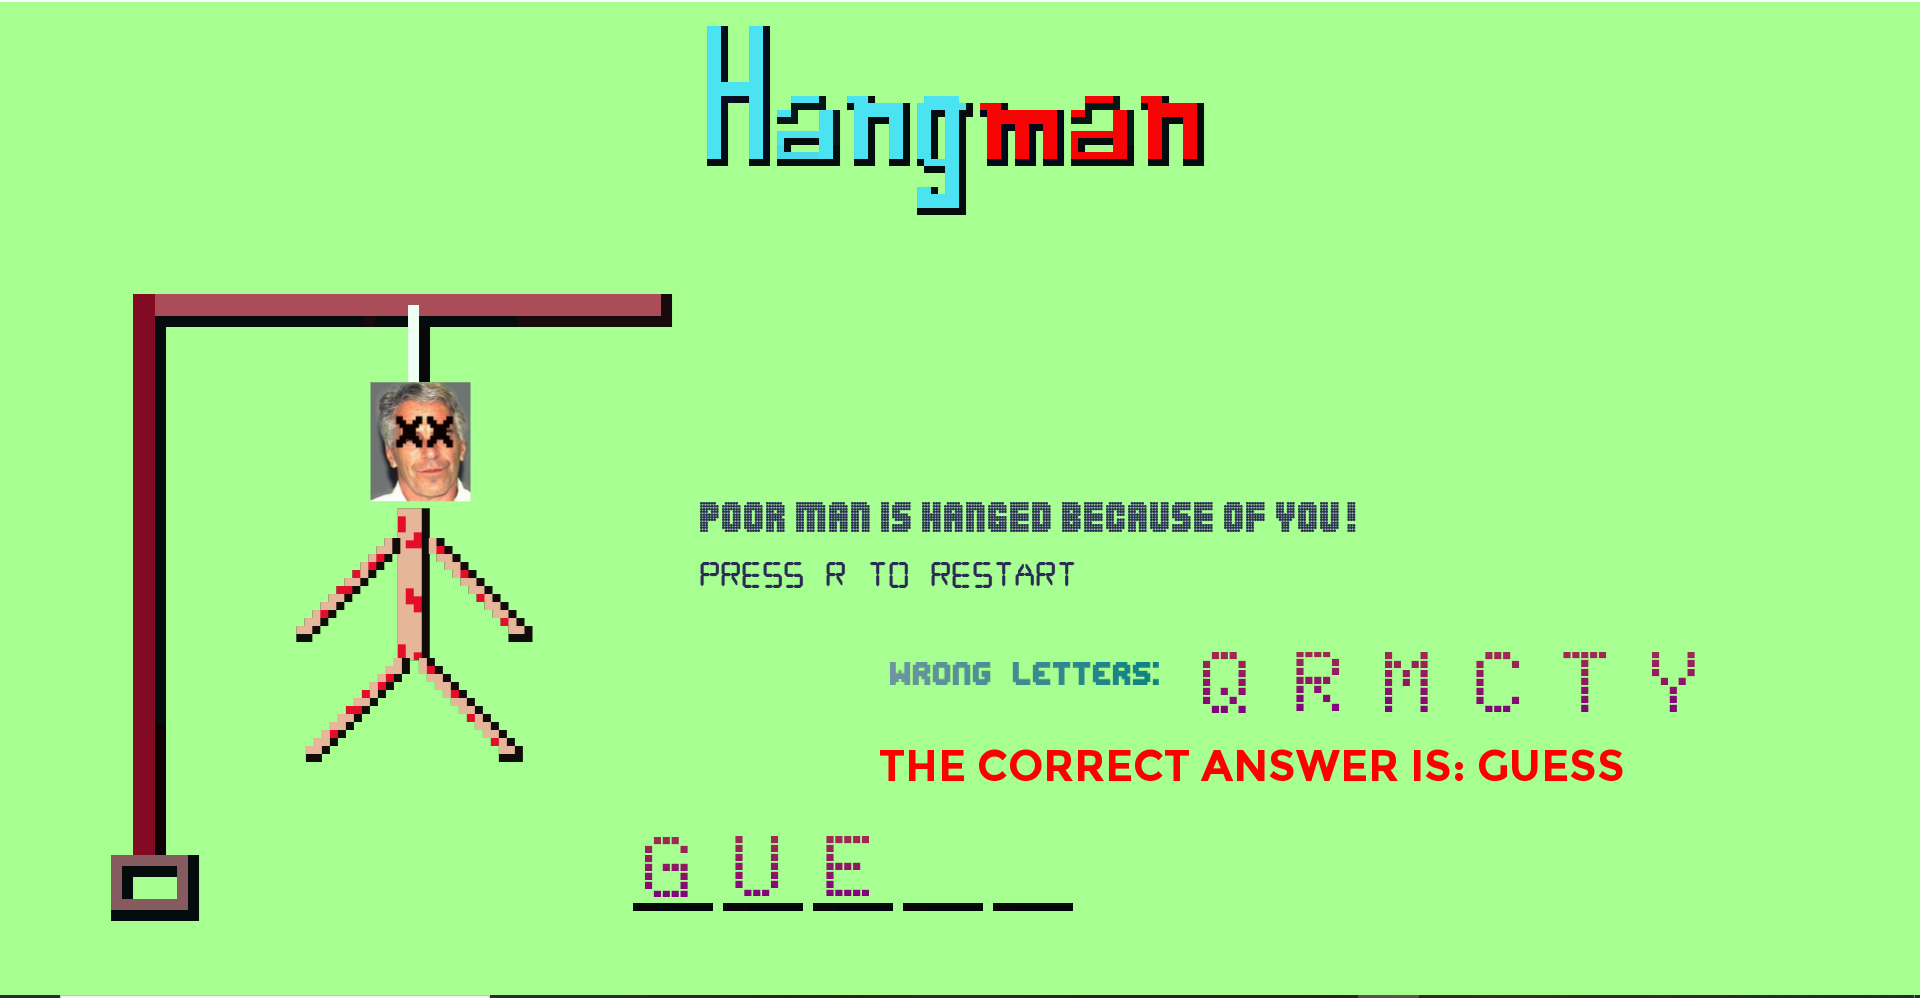 Hangman
POOR MAN IS HANGED BECAUSE OF YOU!
PRESS R TO RESTART
WRONG LETTERS: Q R M C T Y
THE CORRECT ANSWER IS: GUESS
G U E